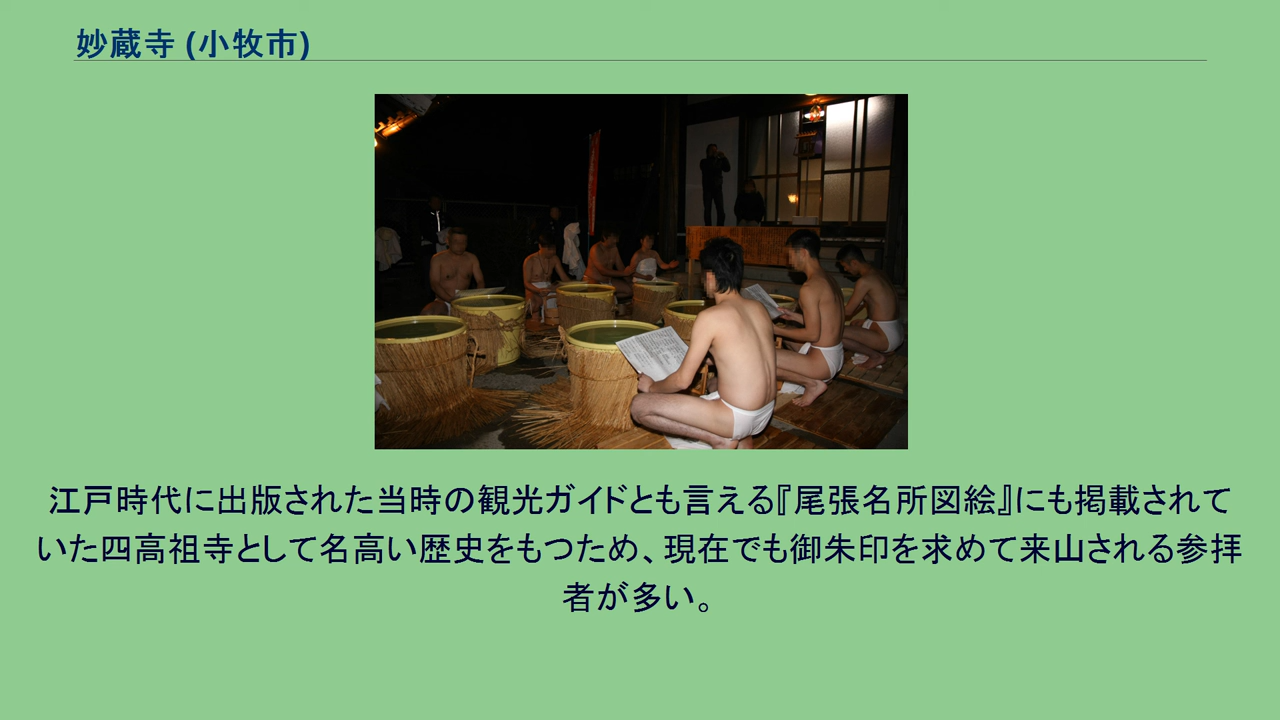 妙蔵寺 (小牧市)
江戸時代に出版された当時の観光ガイドとも言える『尾張名所図絵』にも掲載されて
いた四高祖寺として名高い歴史をもつため、現在でも御朱印を求めて来山される参拝
者が多い。